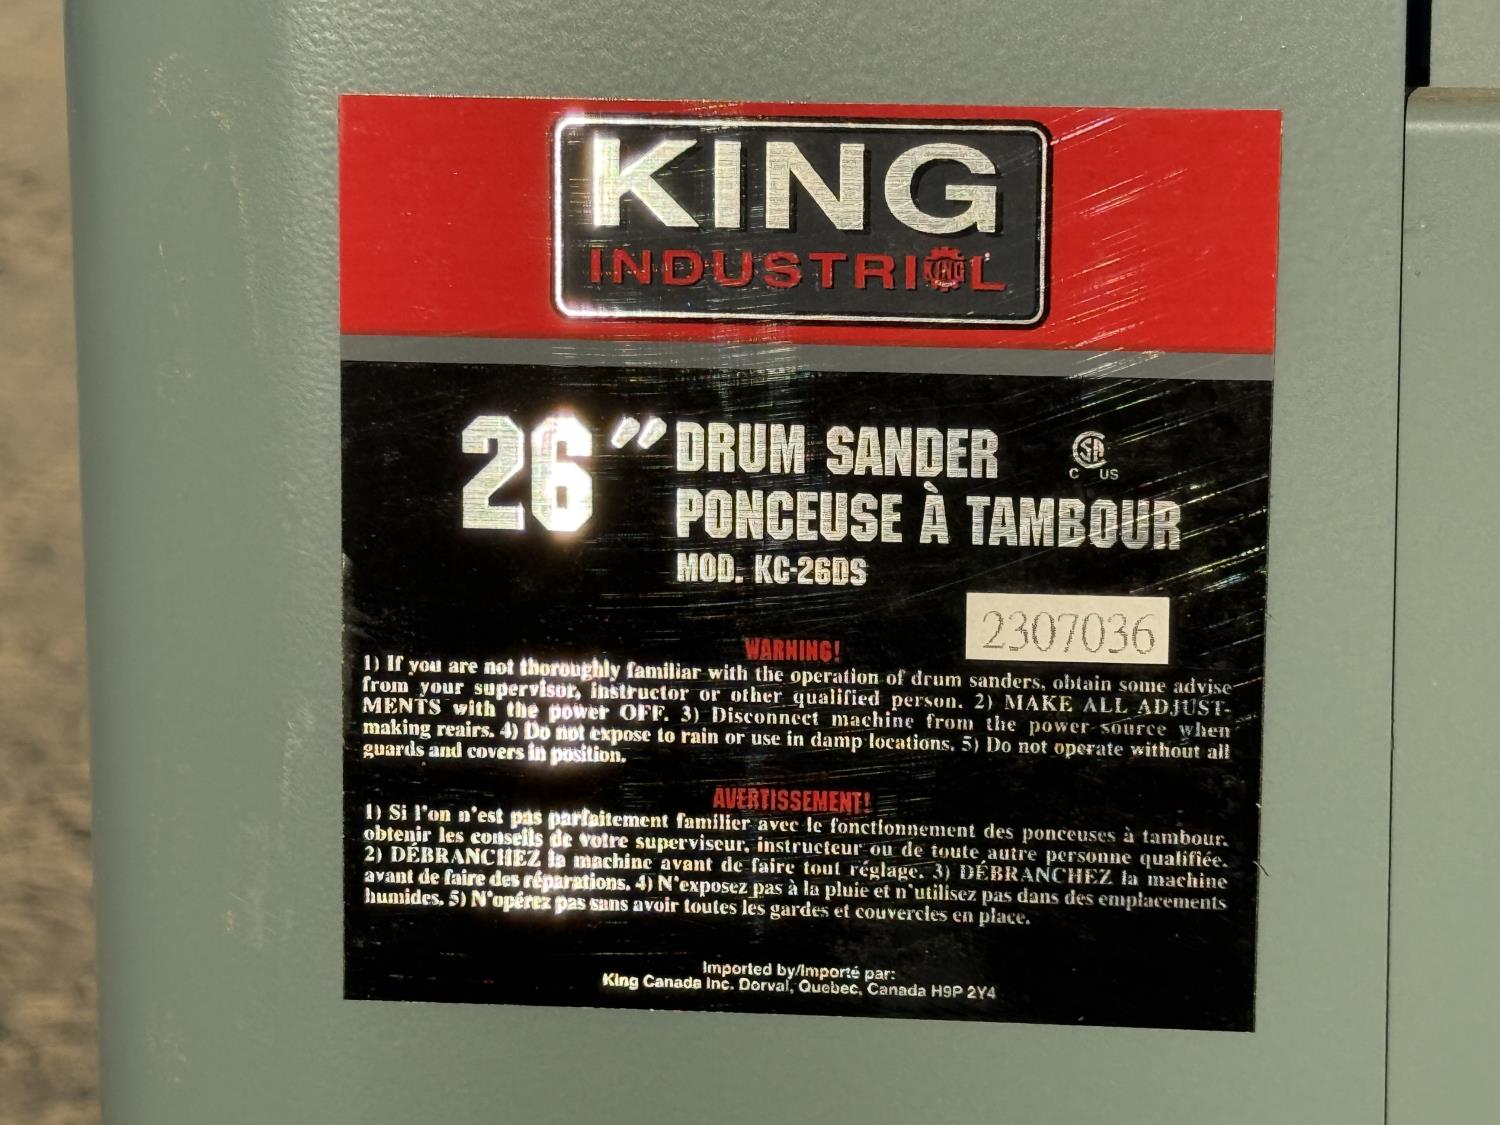 KING
INDUSTRIAL
KING
26" DRUM SANDER
PONCEUSE À TAMBOUR
MOD. KC-26DS
C US
2307036
WARNING!
1) If you are not thoroughly familiar with the operation of drum sanders, obtain some advise
from your supervisor, instructor or other qualified person. 2) MAKE ALL ADJUST-
MENTS with the power OFF. 3) Disconnect machine from the power source when
making reairs. 4) Do not expose to rain or use in damp locations. 5) Do not operate without all
guards and covers in position.
AVERTISSEMENT!
1) Si l'on n'est pas parfaitement familier avec le fonctionnement des ponceuses à tambour,
obtenir les conseils de votre superviseur, instructeur ou de toute autre personne qualifiée.
2) DÉBRANCHEZ la machine avant de faire tout réglage. 3) DÉBRANCHEZ la machine
avant de faire des réparations. 4) N'exposez pas à la pluie et n'utilisez pas dans des emplacements
humides. 5) N'opérez pas sans avoir toutes les gardes et couvercles en place.
Imported by/Importé par:
King Canada Inc. Dorval, Quebec, Canada H9P 2Y4